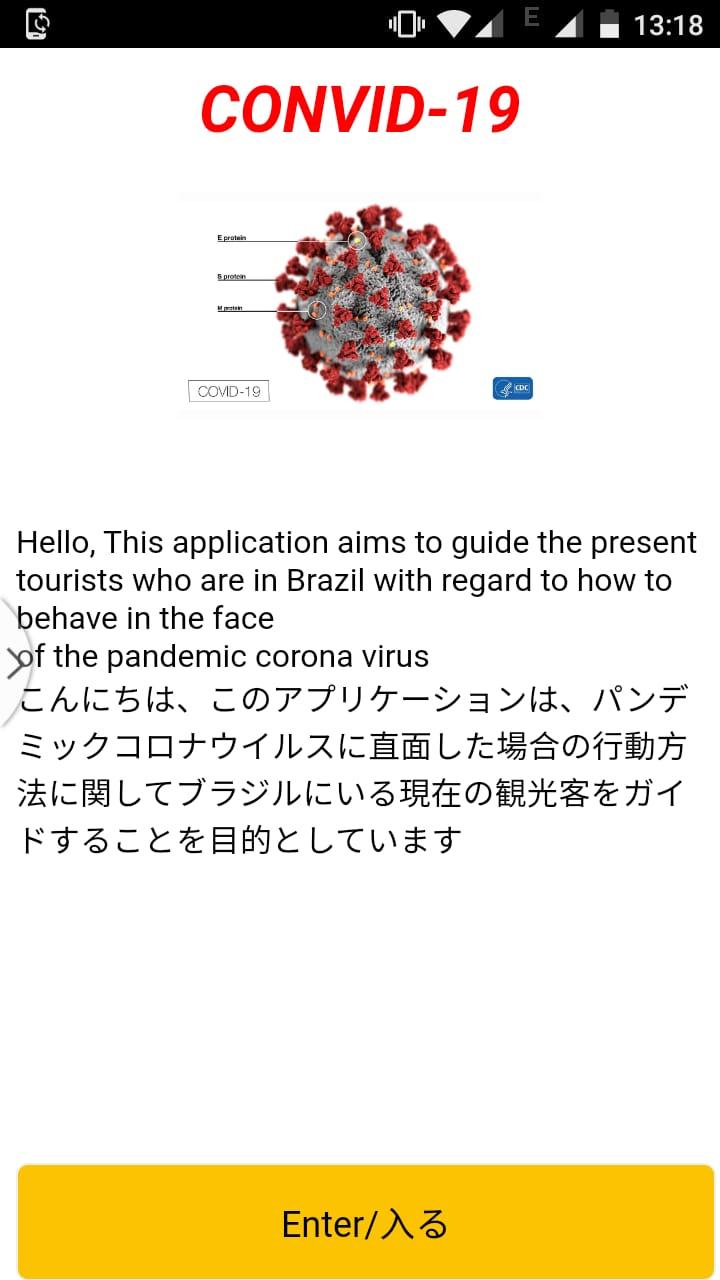 E
13:18
CONVID-19
E protein
S protein
M protein
COVID-19
CDC
Hello, This application aims to guide the present
tourists who are in Brazil with regard to how to
behave in the face
of the pandemic corona virus
こんにちは、このアプリケーションは、パンデ
ミックコロナウイルスに直面した場合の行動方
法に関してブラジルにいる現在の観光客をガイ
ドすることを目的としています
Enter/入る